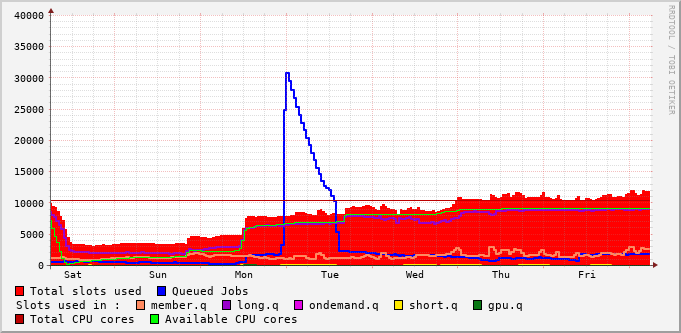 40000
35000
30000
25000
20000
15000
10000
5000
0
Sat Sun Mon Tue Wed Thu Fri
RRDTOOL / TOBI OETIKER
Total slots used Queued Jobs
Slots used in : member.q long.q ondemand.q short.q gpu.q
Total CPU cores Available CPU cores